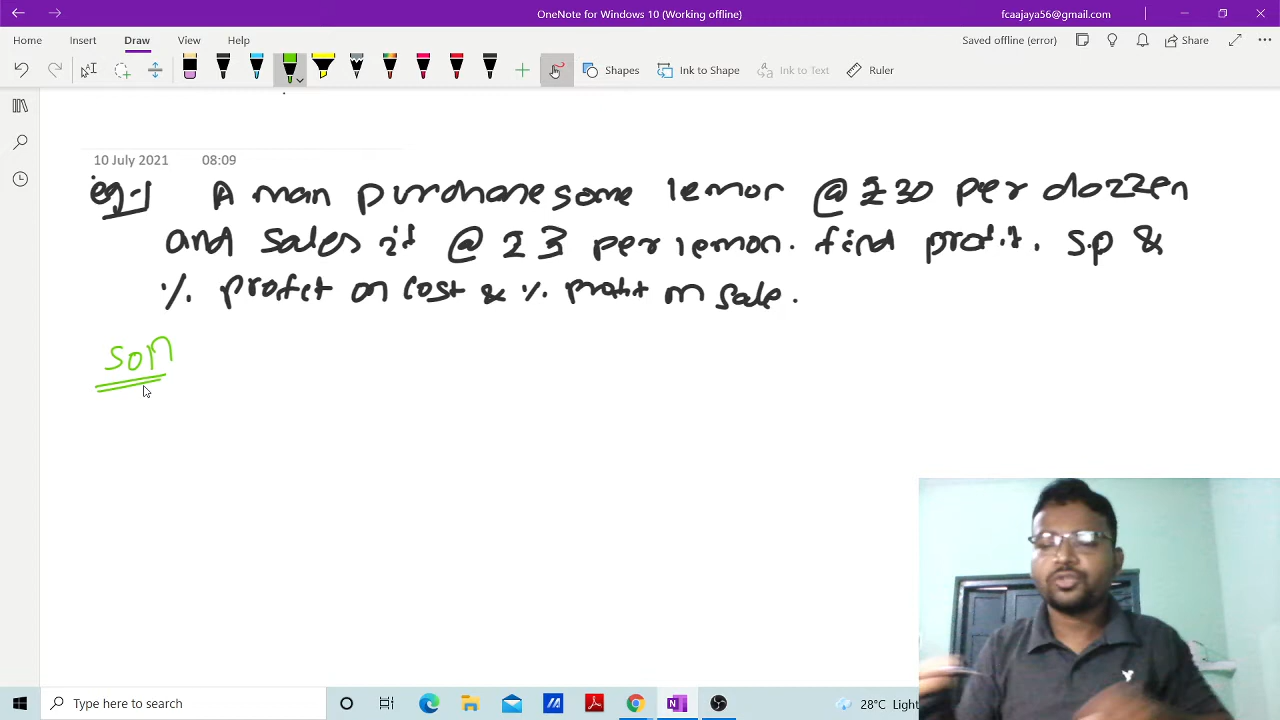 OneNote for Windows 10 (Working offline)
fcaajaya56@gmail.com
Home Insert Draw View Help
Saved offline (error) Share
Shapes Ink to Shape Ink to Text Ruler
10 July 2021 08:09
eg-1 A man purchane some lemon @ ₹30 per dozzen
and sales it @ ₹ 3 per lemon. find profit. S.p &
% profit on cost & % profit on sale.
Soln
Type here to search
28°C Light